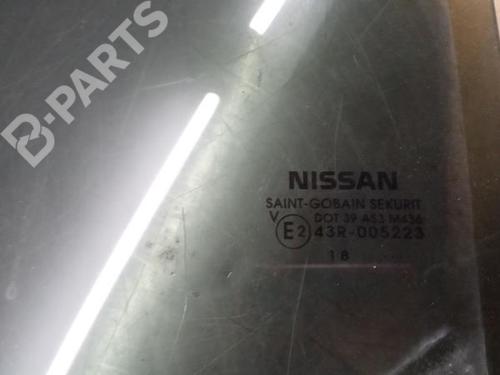 B-PARTS
NISSAN
SAINT-GOBAIN SEKURIT
V DOT 39 AS3 M436
E2 43R-005223
18